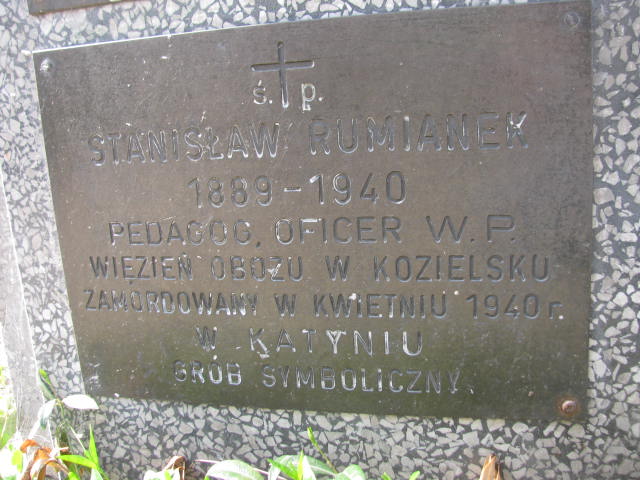 ś. p.
STANISŁAW RUMIANEK
1889-1940
PEDAGOG, OFICER W.P.
WIĘZIEŃ OBOZU W KOZIELSKU
ZAMORDOWANY W KWIETNIU 1940 r.
W KATYNIU
GRÓB SYMBOLICZNY